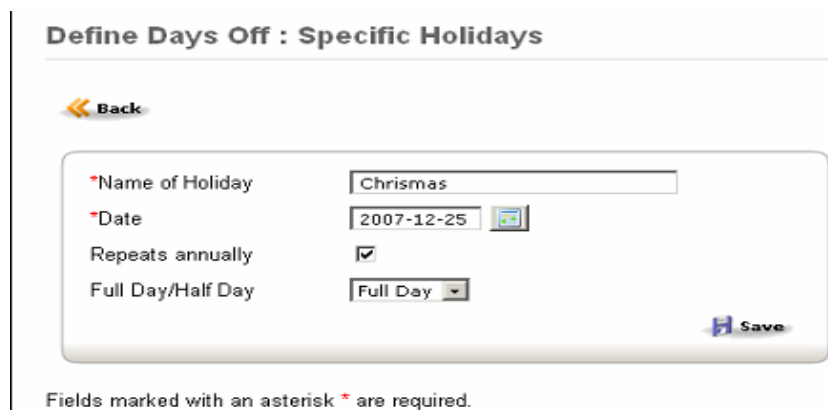 Define Days Off : Specific Holidays
Back
*Name of Holiday Chrismas
*Date 2007-12-25
Repeats annually
Full Day/Half Day Full Day
Save
Fields marked with an asterisk * are required.